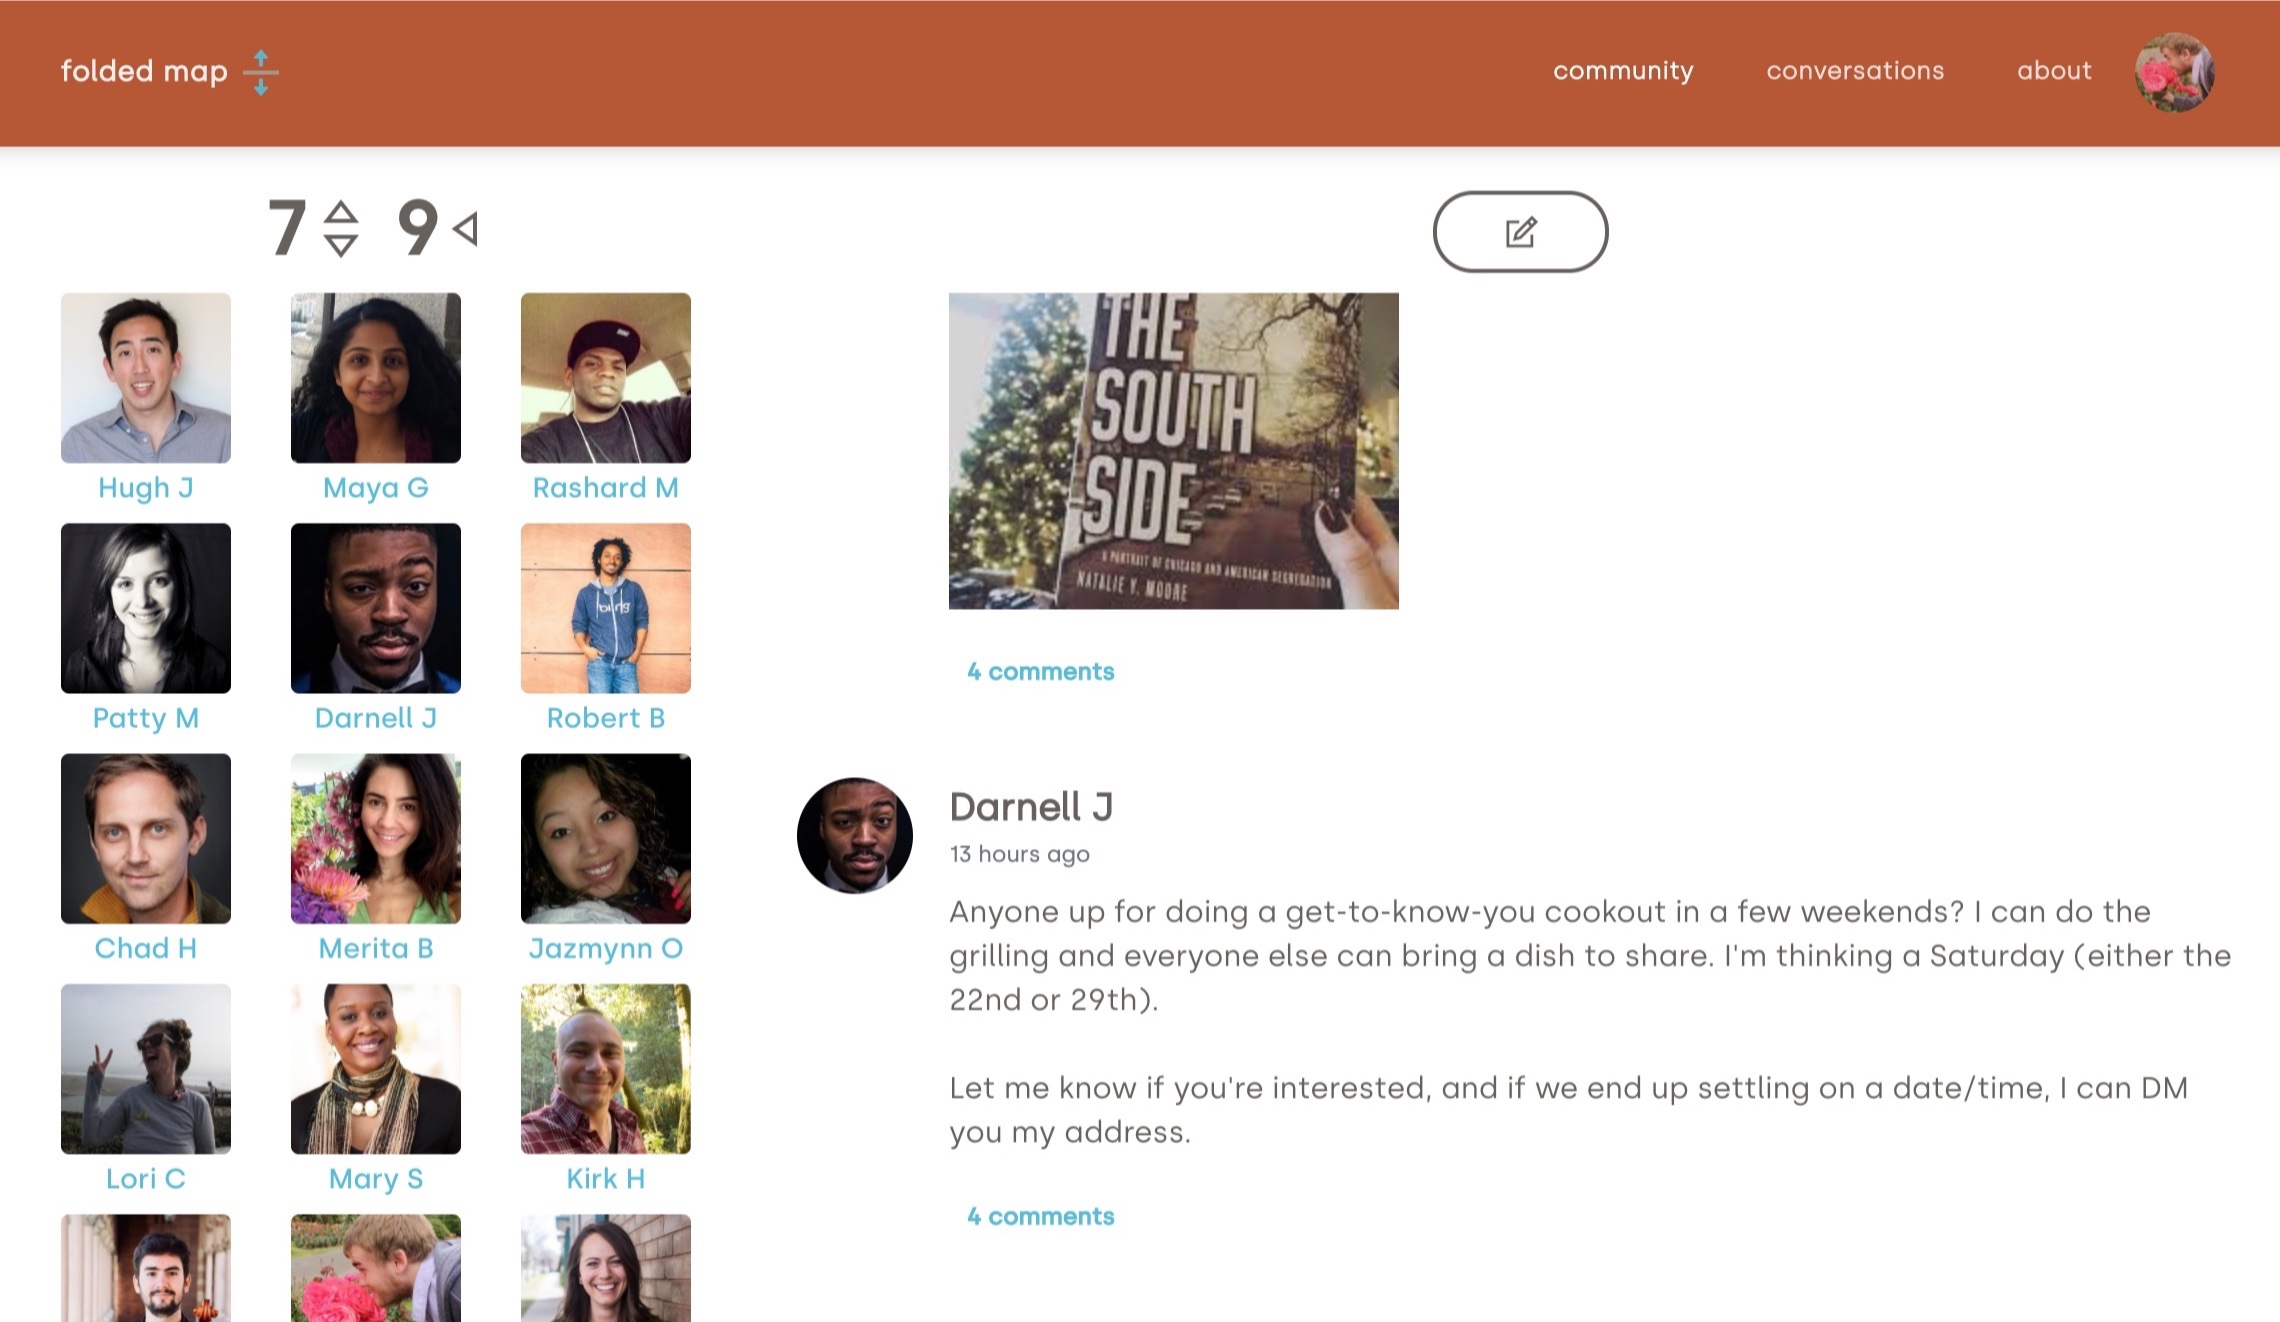 folded map
community conversations about
7 9
Hugh J Maya G Rashard M
Patty M Darnell J Robert B
Chad H Merita B Jazmynn O
Lori C Mary S Kirk H
THE
SOUTH
SIDE
A PORTRAIT OF CHICAGO AND AMERICAN SEGREGATION
NATALIE Y. MOORE
4 comments
Darnell J
13 hours ago
Anyone up for doing a get-to-know-you cookout in a few weekends? I can do the
grilling and everyone else can bring a dish to share. I'm thinking a Saturday (either the
22nd or 29th).
Let me know if you're interested, and if we end up settling on a date/time, I can DM
you my address.
4 comments